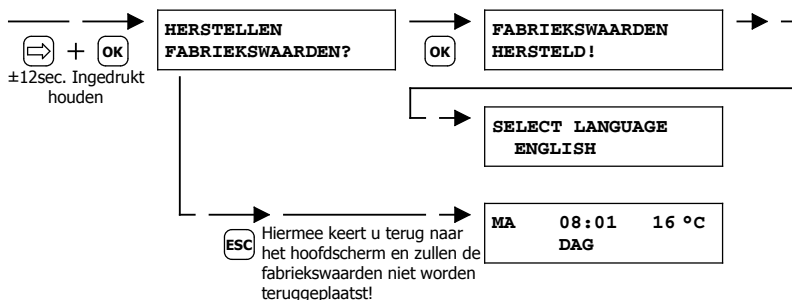 HERSTELLEN
FABRIEKSWAARDEN?
FABRIEKSWAARDEN
HERSTELD!
+ OK
OK
±12sec. Ingedrukt
houden
SELECT LANGUAGE
ENGLISH
MA 08:01 16 °C
DAG
ESC
Hiermee keert u terug naar
het hoofdscherm en zullen de
fabriekswaarden niet worden
teruggeplaatst!